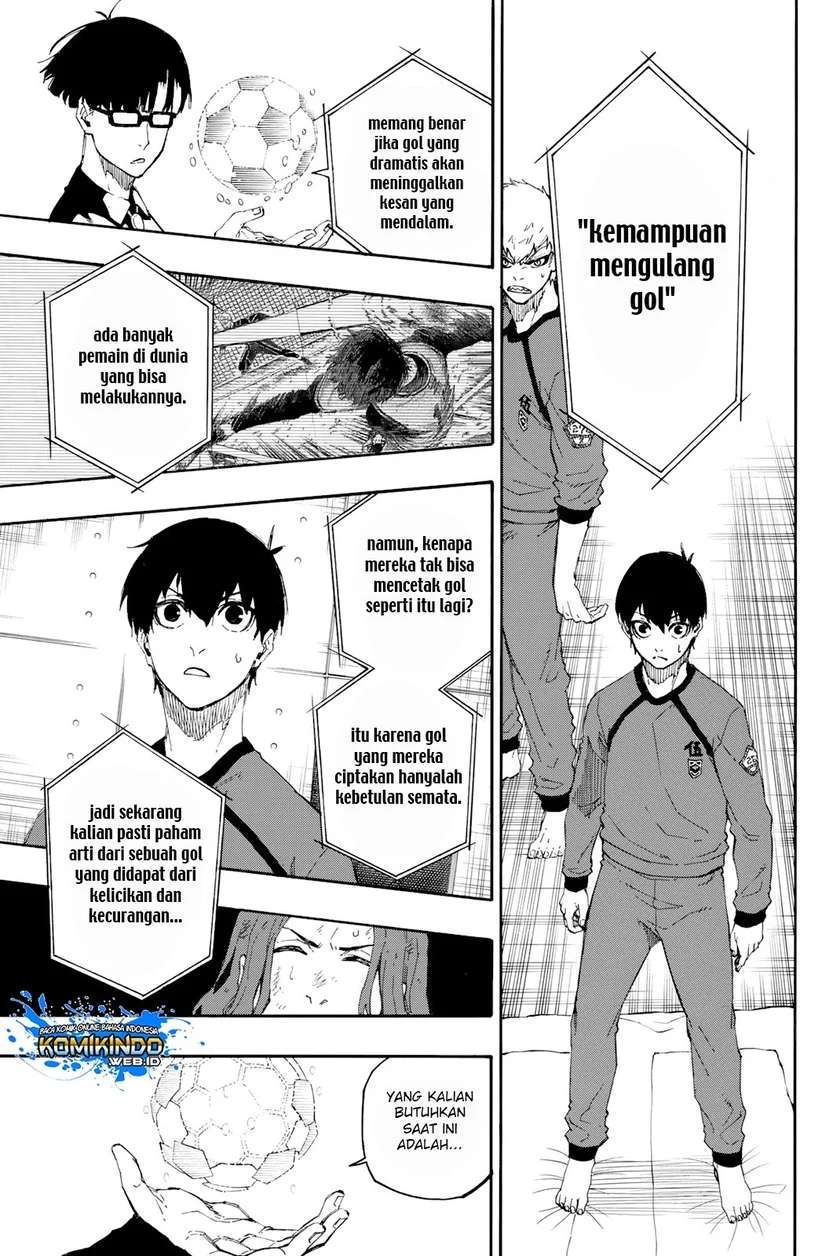 "kemampuan
mengulang
gol"
memang benar
jika gol yang
dramatis akan
meninggalkan
kesan yang
mendalam.
ada banyak
pemain di dunia
yang bisa
melakukannya.
namun, kenapa
mereka tak bisa
mencetak gol
seperti itu lagi?
itu karena gol
yang mereka
ciptakan hanyalah
kebetulan semata.
jadi sekarang
kalian pasti paham
arti dari sebuah gol
yang didapat dari
kelicikan dan
kecurangan...
YANG KALIAN
BUTUHKAN
SAAT INI
ADALAH...
伍
BACA KOMIK ONLINE BAHASA INDONESIA
KOMIKINDO
WEB.ID